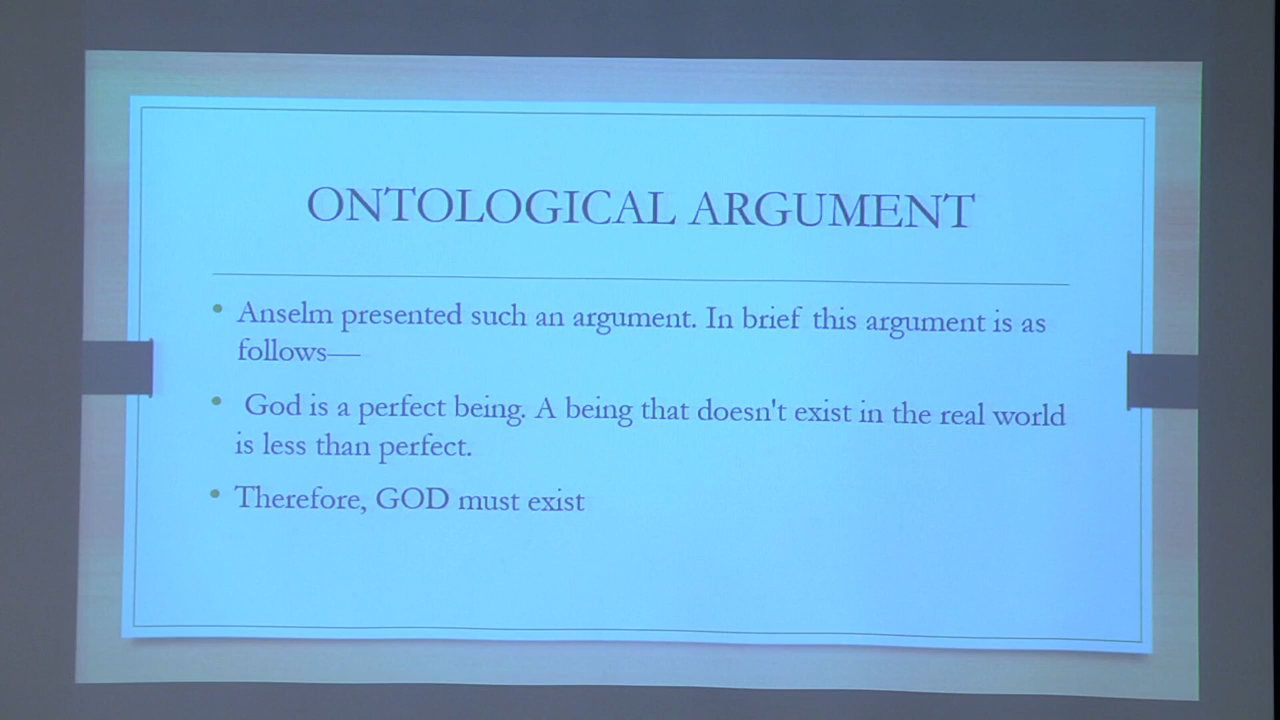 ONTOLOGICAL ARGUMENT
• Anselm presented such an argument. In brief this argument is as
follows—
• God is a perfect being. A being that doesn't exist in the real world
is less than perfect.
• Therefore, GOD must exist